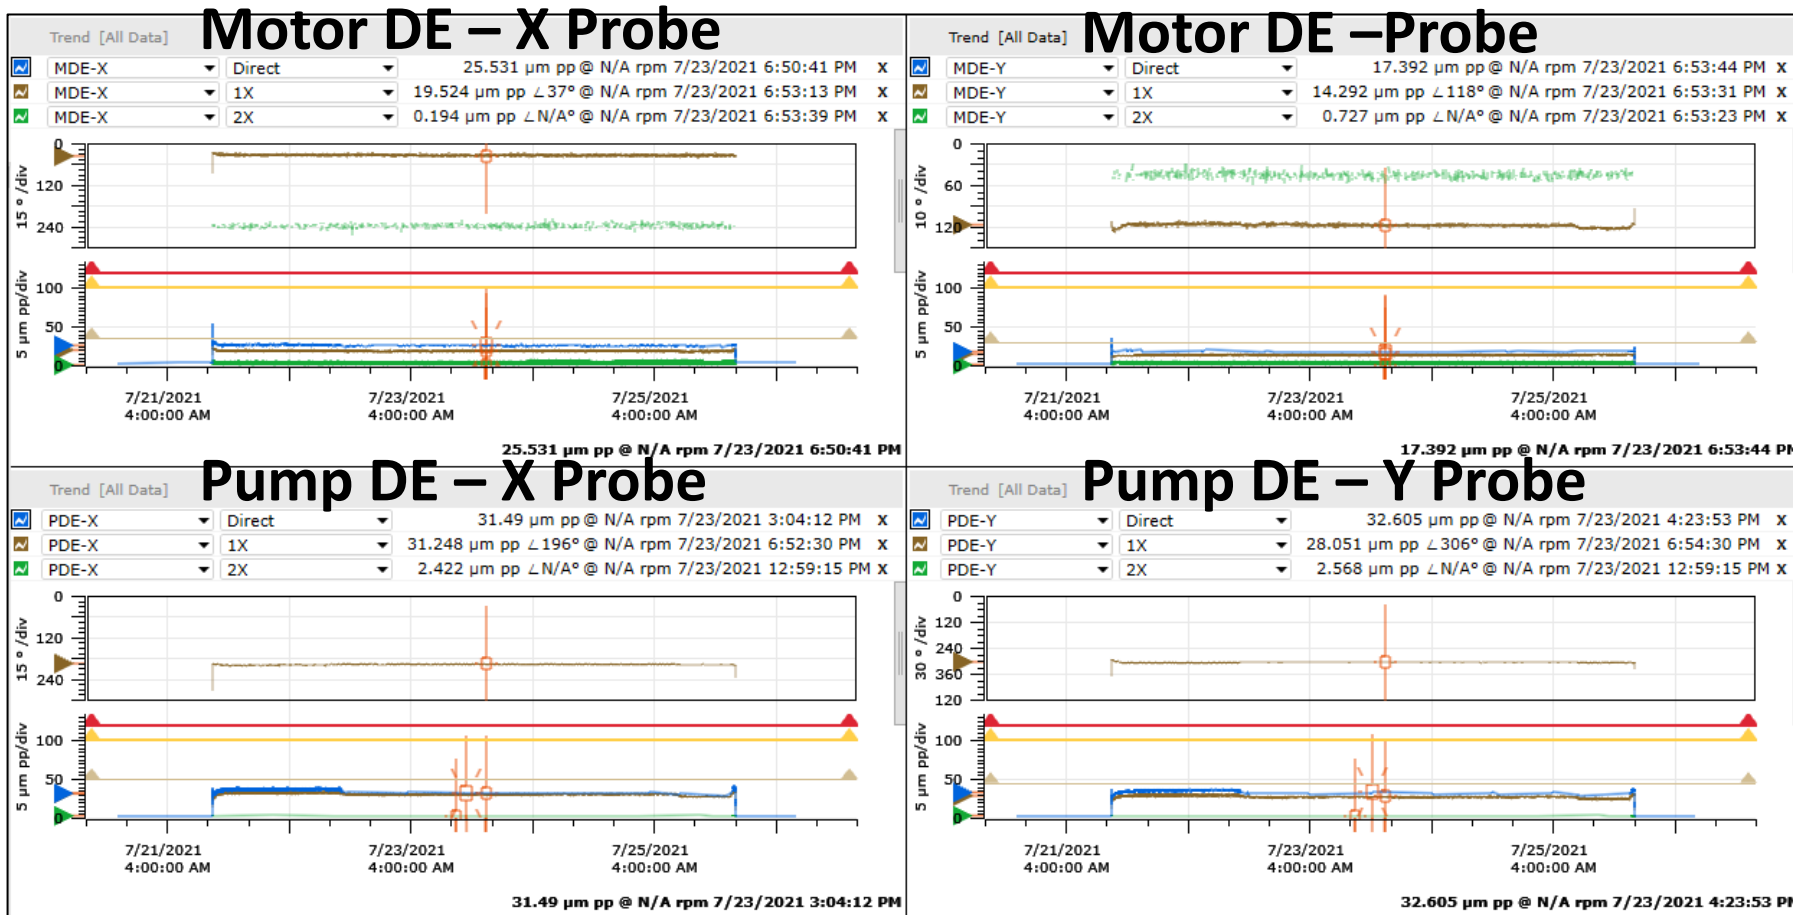 Motor DE – X Probe
Trend [All Data]
MDE-X Direct 25.531 µm pp @ N/A rpm 7/23/2021 6:50:41 PM X
MDE-X 1X 19.524 µm pp ∠37° @ N/A rpm 7/23/2021 6:53:13 PM X
MDE-X 2X 0.194 µm pp ∠N/A° @ N/A rpm 7/23/2021 6:53:39 PM X
15 ° /div
0
120
240
5 µm pp/div
100
50
0
7/21/2021 7/23/2021 7/25/2021
4:00:00 AM 4:00:00 AM 4:00:00 AM
25.531 µm pp @ N/A rpm 7/23/2021 6:50:41 PM
Motor DE –Probe
Trend [All Data]
MDE-Y Direct 17.392 µm pp @ N/A rpm 7/23/2021 6:53:44 PM X
MDE-Y 1X 14.292 µm pp ∠118° @ N/A rpm 7/23/2021 6:53:31 PM X
MDE-Y 2X 0.727 µm pp ∠N/A° @ N/A rpm 7/23/2021 6:53:23 PM X
10 ° /div
0
60
120
5 µm pp/div
100
50
0
7/21/2021 7/23/2021 7/25/2021
4:00:00 AM 4:00:00 AM 4:00:00 AM
17.392 µm pp @ N/A rpm 7/23/2021 6:53:44 PM
Pump DE – X Probe
Trend [All Data]
PDE-X Direct 31.49 µm pp @ N/A rpm 7/23/2021 3:04:12 PM X
PDE-X 1X 31.248 µm pp ∠196° @ N/A rpm 7/23/2021 6:52:30 PM X
PDE-X 2X 2.422 µm pp ∠N/A° @ N/A rpm 7/23/2021 12:59:15 PM X
15 ° /div
0
120
240
5 µm pp/div
100
50
0
7/21/2021 7/23/2021 7/25/2021
4:00:00 AM 4:00:00 AM 4:00:00 AM
31.49 µm pp @ N/A rpm 7/23/2021 3:04:12 PM
Pump DE – Y Probe
Trend [All Data]
PDE-Y Direct 32.605 µm pp @ N/A rpm 7/23/2021 4:23:53 PM X
PDE-Y 1X 28.051 µm pp ∠306° @ N/A rpm 7/23/2021 6:54:30 PM X
PDE-Y 2X 2.568 µm pp ∠N/A° @ N/A rpm 7/23/2021 12:59:15 PM X
30 ° /div
0
120
240
360
120
5 µm pp/div
100
50
0
7/21/2021 7/23/2021 7/25/2021
4:00:00 AM 4:00:00 AM 4:00:00 AM
32.605 µm pp @ N/A rpm 7/23/2021 4:23:53 PM